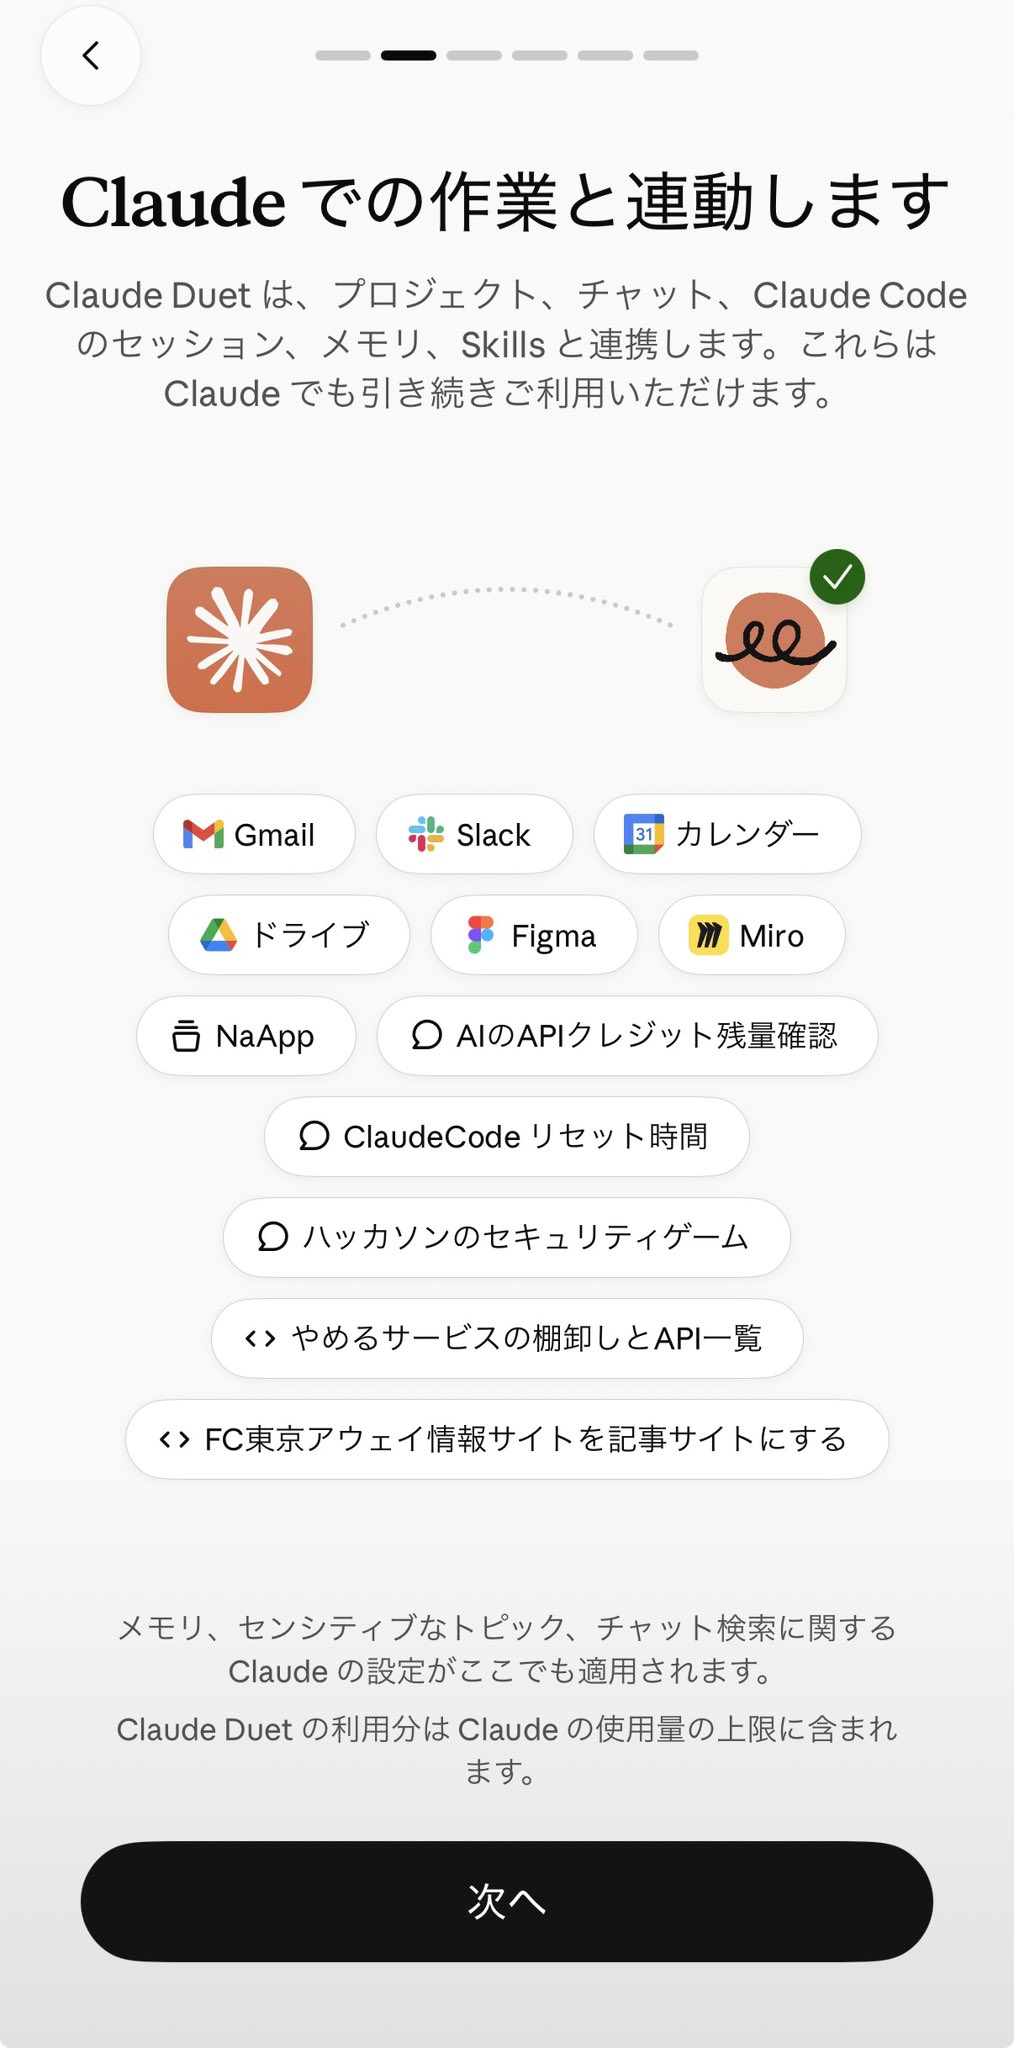 Claude での作業と連動します
Claude Duet は、プロジェクト、チャット、Claude Code
のセッション、メモリ、Skills と連携します。これらは
Claude でも引き続きご利用いただけます。
Gmail
Slack
31
カレンダー
ドライブ
Figma
Miro
NaApp
AIのAPIクレジット残量確認
ClaudeCode リセット時間
ハッカソンのセキュリティゲーム
やめるサービスの棚卸しとAPI一覧
FC東京アウェイ情報サイトを記事サイトにする
メモリ、センシティブなトピック、チャット検索に関する
Claude の設定がここでも適用されます。
Claude Duet の利用分は Claude の使用量の上限に含まれ
ます。
次へ